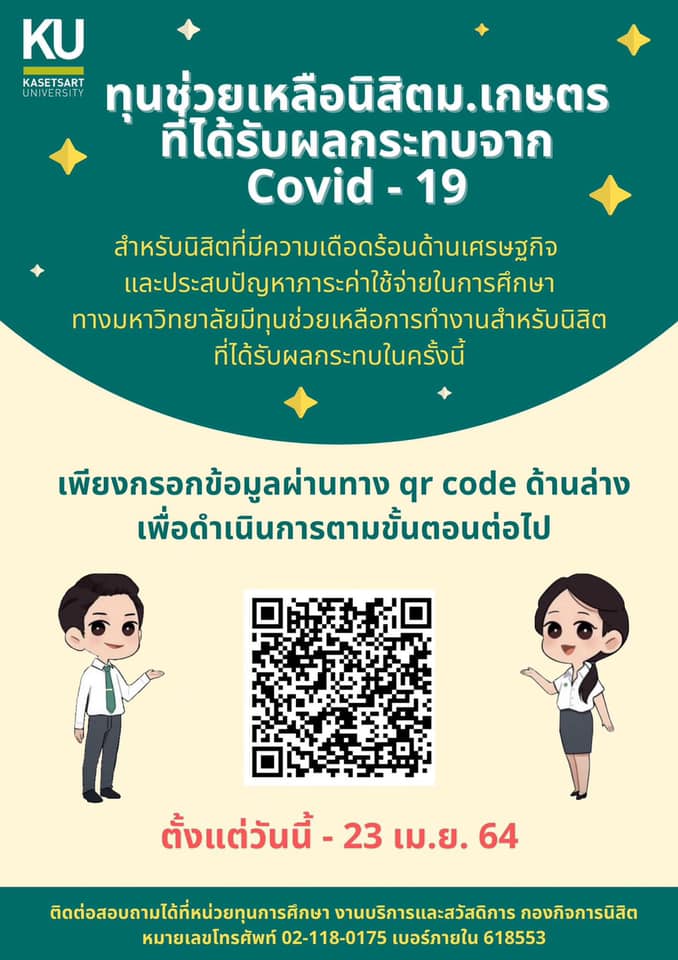 KU
KASETSART
UNIVERSITY
ทุนช่วยเหลือนิสิตม.เกษตร
ที่ได้รับผลกระทบจาก
Covid - 19
สำหรับนิสิตที่มีความเดือดร้อนด้านเศรษฐกิจ
และประสบปัญหาภาระค่าใช้จ่ายในการศึกษา
ทางมหาวิทยาลัยมีทุนช่วยเหลือการทำงานสำหรับนิสิต
ที่ได้รับผลกระทบในครั้งนี้
เพียงกรอกข้อมูลผ่านทาง qr code ด้านล่าง
เพื่อดำเนินการตามขั้นตอนต่อไป
ตั้งแต่วันนี้ - 23 เม.ย. 64
ติดต่อสอบถามได้ที่หน่วยทุนการศึกษา งานบริการและสวัสดิการ กองกิจการนิสิต
หมายเลขโทรศัพท์ 02-118-0175 เบอร์ภายใน 618553